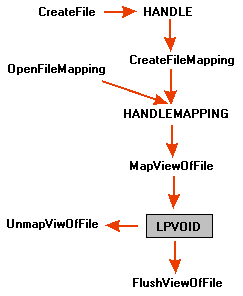 CreateFile HANDLE
CreateFileMapping
OpenFileMapping
HANDLEMAPPING
MapViewOfFile
UnmapViwOfFile LPVOID
FlushViewOfFile